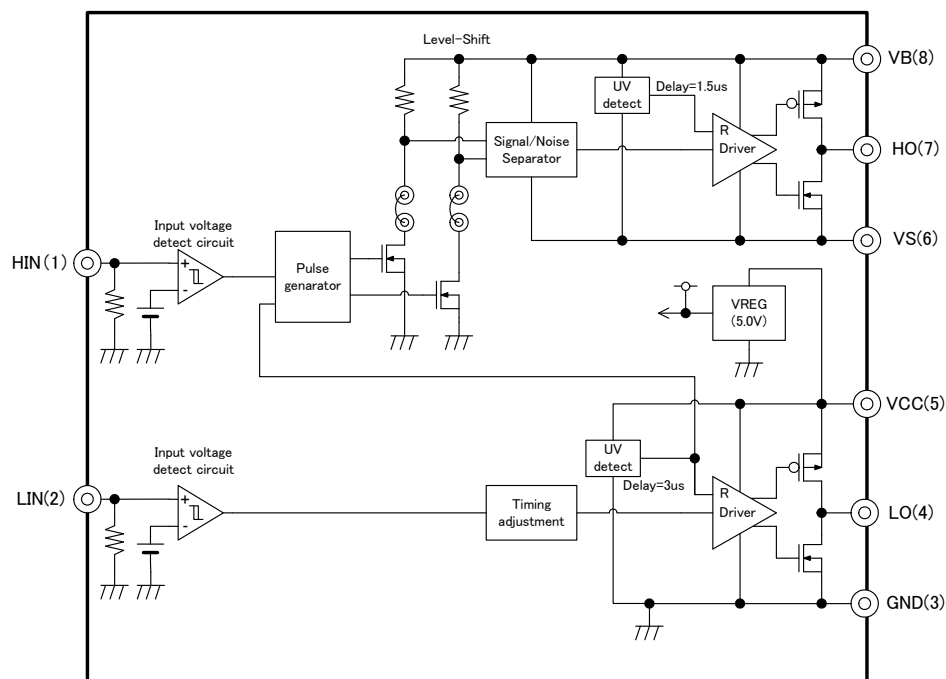 Level-Shift
VB(8)
UV
detect
Delay=1.5us
R
Driver
Signal/Noise
Separator
HO(7)
Input voltage
detect circuit
VS(6)
HIN(1)
+
-
Pulse
genarator
VREG
(5.0V)
VCC(5)
Input voltage
detect circuit
UV
detect
Delay=3us
LIN(2)
+
-
Timing
adjustment
R
Driver
LO(4)
GND(3)